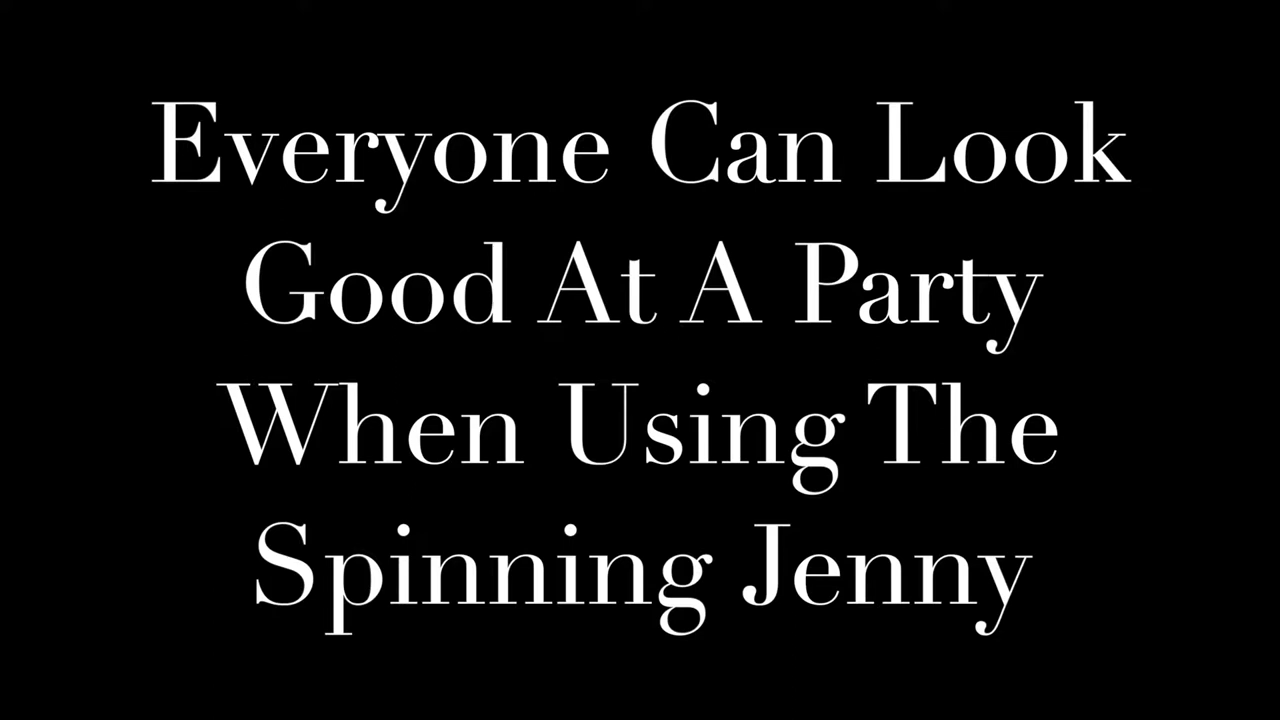 Everyone Can Look
Good At A Party
When Using The
Spinning Jenny